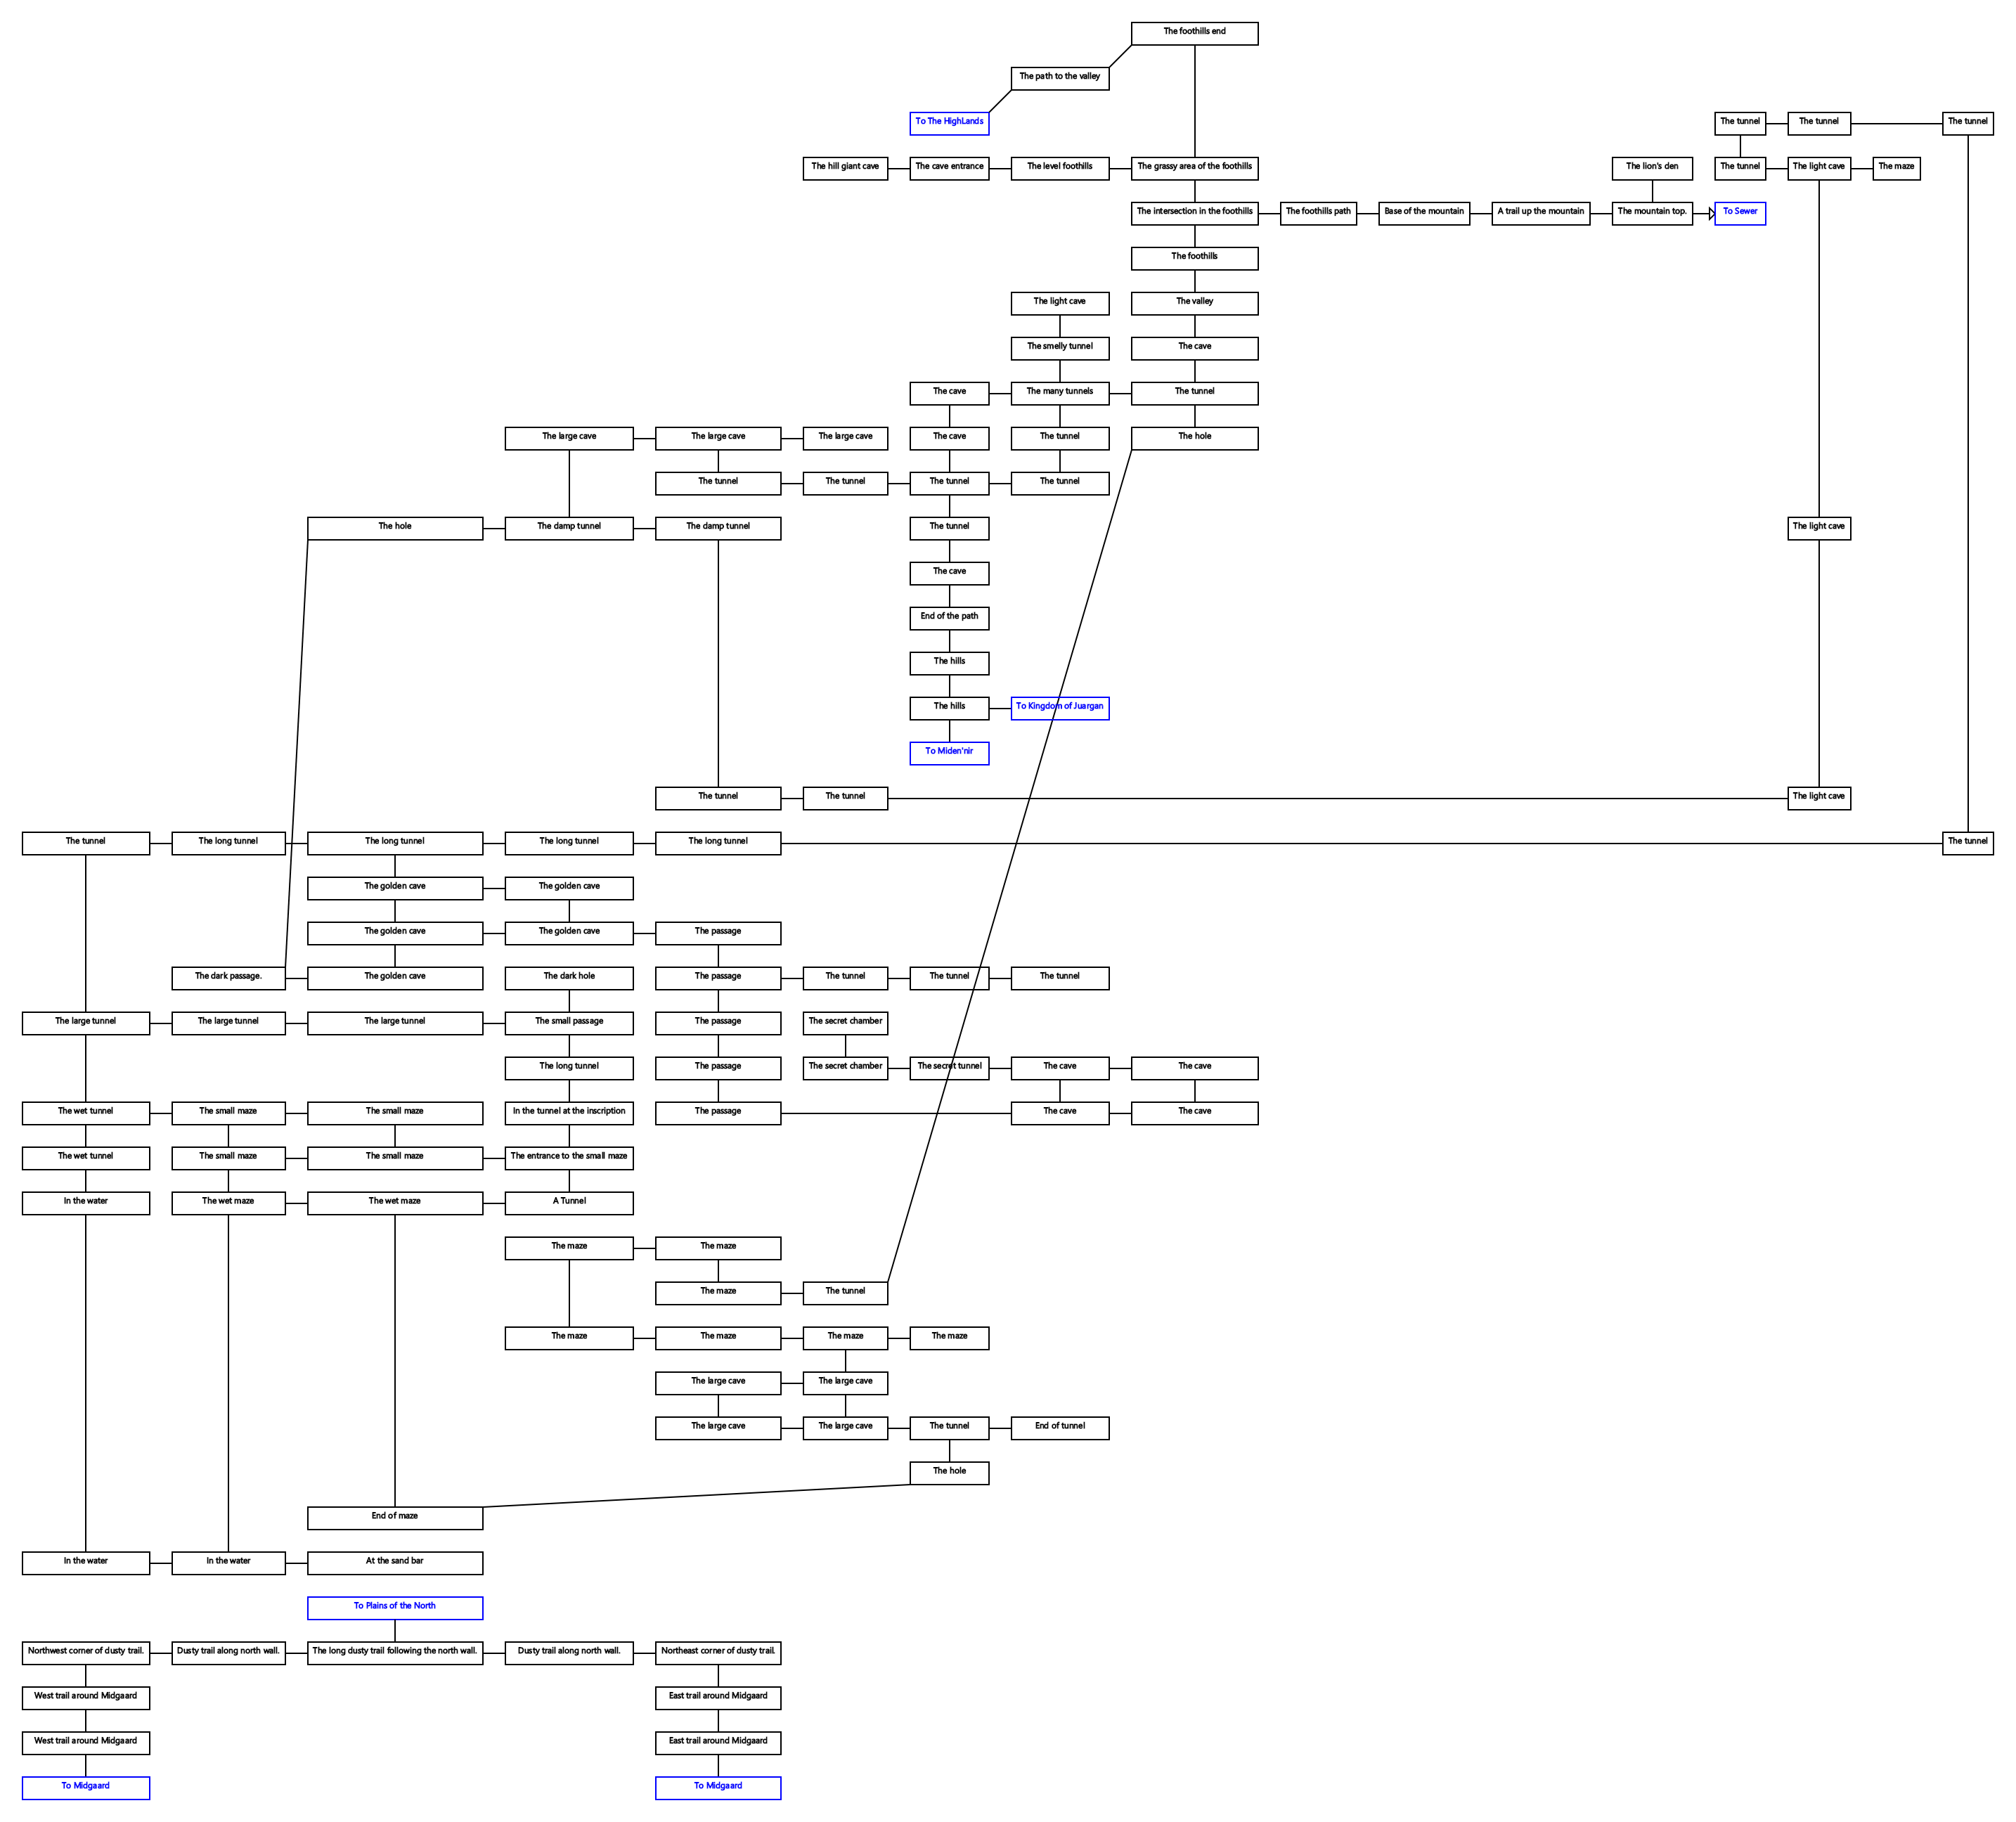 The foothills end
The path to the valley
To The HighLands
The tunnel
The tunnel
The tunnel
The hill giant cave
The cave entrance
The level foothills
The grassy area of the foothills
The lion's den
The tunnel
The light cave
The maze
The intersection in the foothills
The foothills path
Base of the mountain
A trail up the mountain
The mountain top.
To Sewer
The foothills
The light cave
The valley
The smelly tunnel
The cave
The cave
The many tunnels
The tunnel
The large cave
The large cave
The large cave
The cave
The tunnel
The hole
The tunnel
The tunnel
The tunnel
The tunnel
The hole
The damp tunnel
The damp tunnel
The tunnel
The light cave
The cave
End of the path
The hills
The hills
To Kingdom of Juargan
To Miden'nir
The tunnel
The tunnel
The light cave
The tunnel
The long tunnel
The long tunnel
The long tunnel
The long tunnel
The tunnel
The golden cave
The golden cave
The golden cave
The golden cave
The passage
The dark passage.
The golden cave
The dark hole
The passage
The tunnel
The tunnel
The tunnel
The large tunnel
The large tunnel
The large tunnel
The small passage
The passage
The secret chamber
The long tunnel
The passage
The secret chamber
The secret tunnel
The cave
The cave
The wet tunnel
The small maze
The small maze
In the tunnel at the inscription
The passage
The cave
The cave
The wet tunnel
The small maze
The small maze
The entrance to the small maze
In the water
The wet maze
The wet maze
A Tunnel
The maze
The maze
The maze
The tunnel
The maze
The maze
The maze
The maze
The large cave
The large cave
The large cave
The large cave
The tunnel
End of tunnel
The hole
End of maze
In the water
In the water
At the sand bar
To Plains of the North
Northwest corner of dusty trail.
Dusty trail along north wall.
The long dusty trail following the north wall.
Dusty trail along north wall.
Northeast corner of dusty trail.
West trail around Midgaard
East trail around Midgaard
West trail around Midgaard
East trail around Midgaard
To Midgaard
To Midgaard